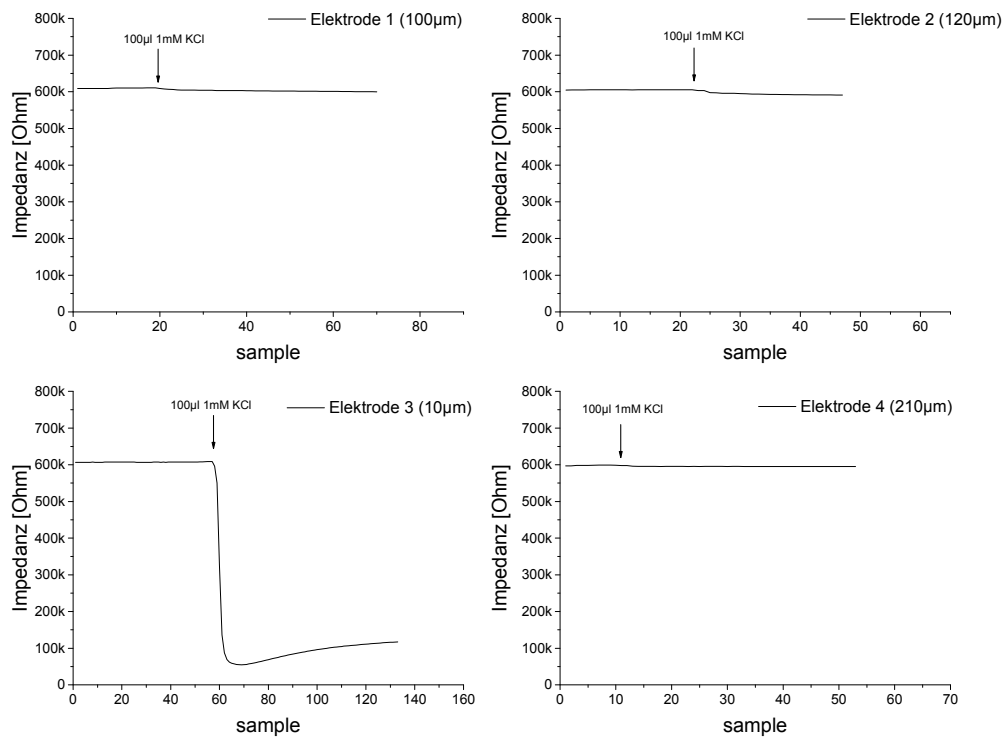 800k
700k
600k
500k
400k
300k
200k
100k
0
Impedanz [Ohm]
Elektrode 1 (100µm)
100µl 1mM KCl
0 20 40 60 80
sample
800k
700k
600k
500k
400k
300k
200k
100k
0
Impedanz [Ohm]
Elektrode 2 (120µm)
100µl 1mM KCl
0 10 20 30 40 50 60
sample
800k
700k
600k
500k
400k
300k
200k
100k
0
Impedanz [Ohm]
100µl 1mM KCl
Elektrode 3 (10µm)
0 20 40 60 80 100 120 140 160
sample
800k
700k
600k
500k
400k
300k
200k
100k
0
Impedanz [Ohm]
Elektrode 4 (210µm)
100µl 1mM KCl
0 10 20 30 40 50 60 70
sample